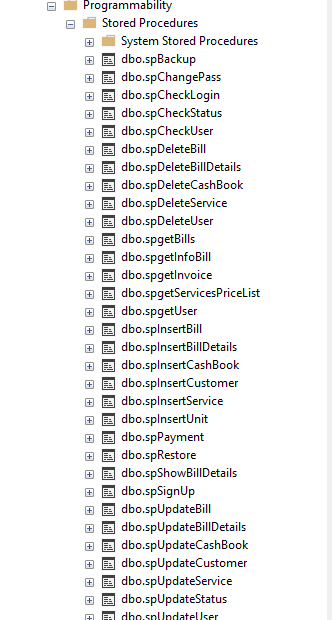 Programmability
Stored Procedures
System Stored Procedures
dbo.spBackup
dbo.spChangePass
dbo.spCheckLogin
dbo.spCheckStatus
dbo.spCheckUser
dbo.spDeleteBill
dbo.spDeleteBillDetails
dbo.spDeleteCashBook
dbo.spDeleteService
dbo.spDeleteUser
dbo.spgetBills
dbo.spgetInfoBill
dbo.spgetInvoice
dbo.spgetServicesPriceList
dbo.spgetUser
dbo.spInsertBill
dbo.spInsertBillDetails
dbo.spInsertCashBook
dbo.spInsertCustomer
dbo.spInsertService
dbo.spInsertUnit
dbo.spPayment
dbo.spRestore
dbo.spShowBillDetails
dbo.spSignUp
dbo.spUpdateBill
dbo.spUpdateBillDetails
dbo.spUpdateCashBook
dbo.spUpdateCustomer
dbo.spUpdateService
dbo.spUpdateStatus
dbo.spUpdateUser